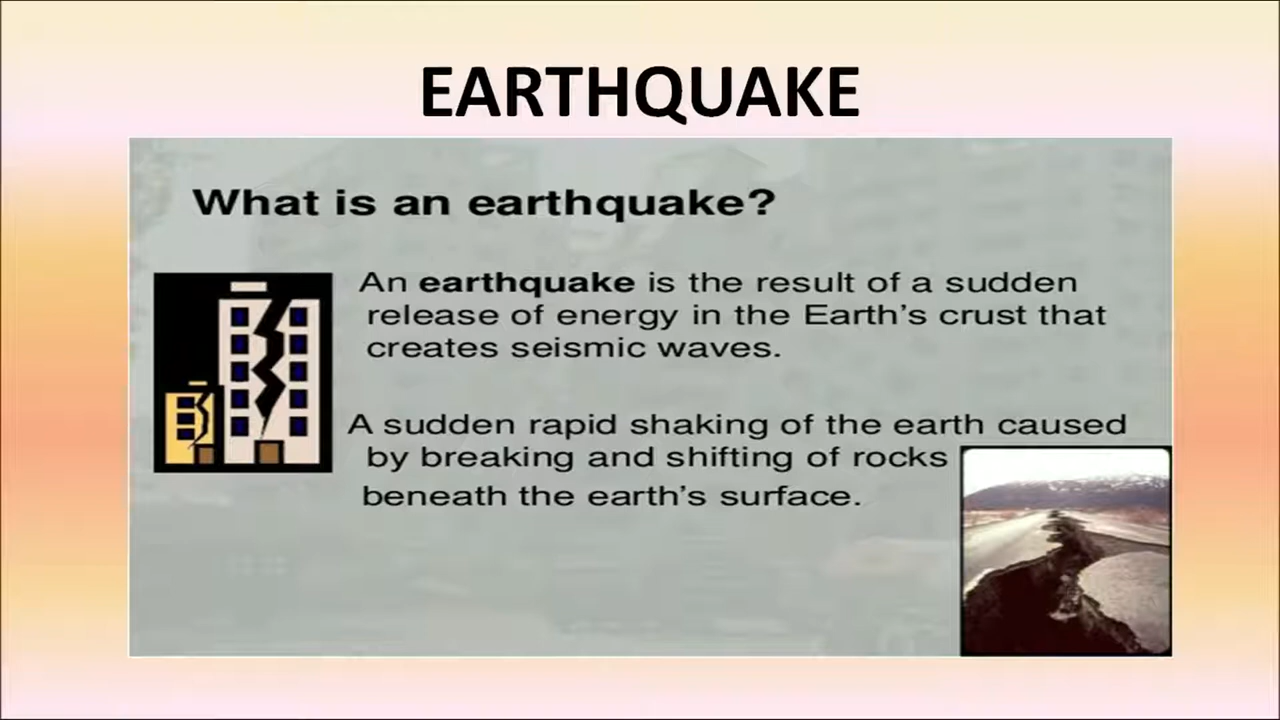 EARTHQUAKE
What is an earthquake?
An earthquake is the result of a sudden
release of energy in the Earth's crust that
creates seismic waves.
A sudden rapid shaking of the earth caused
by breaking and shifting of rocks
beneath the earth's surface.